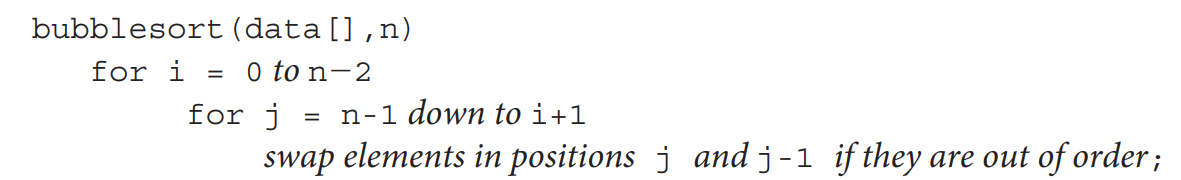 bubblesort(data[],n)
for i = 0 to n−2
for j = n-1 down to i+1
swap elements in positions j and j-1 if they are out of order;